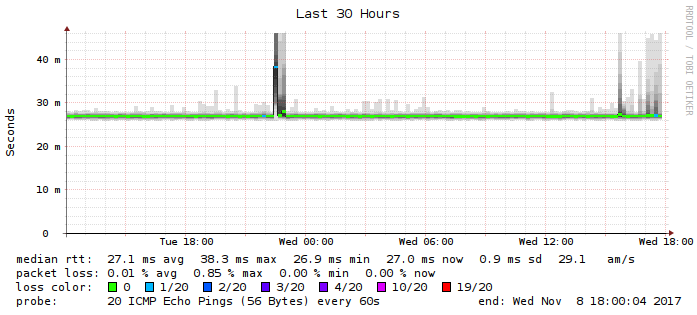 Last 30 Hours
RRDTOOL / TOBI OETIKER
Seconds
40 m
30 m
20 m
10 m
0
Tue 18:00 Wed 00:00 Wed 06:00 Wed 12:00 Wed 18:00
median rtt: 27.1 ms avg 38.3 ms max 26.9 ms min 27.0 ms now 0.9 ms sd 29.1 am/s
packet loss: 0.01 % avg 0.85 % max 0.00 % min 0.00 % now
loss color: 0 1/20 2/20 3/20 4/20 10/20 19/20
probe: 20 ICMP Echo Pings (56 Bytes) every 60s end: Wed Nov 8 18:00:04 2017